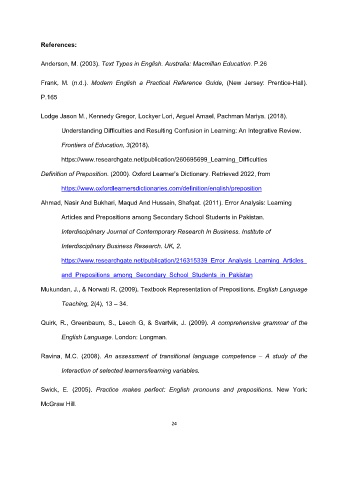 References:
Anderson, M. (2003). Text Types in English. Australia: Macmillan Education. P.26
Frank, M. (n.d.). Modern English a Practical Reference Guide, (New Jersey: Prentice-Hall).
P.165
Lodge Jason M., Kennedy Gregor, Lockyer Lori, Arguel Amael, Pachman Mariya. (2018).
Understanding Difficulties and Resulting Confusion in Learning: An Integrative Review.
Frontiers of Education, 3(2018).
https://www.researchgate.net/publication/260695699_Learning_Difficulties
Definition of Preposition. (2000). Oxford Learner's Dictionary. Retrieved 2022, from
https://www.oxfordlearnersdictionaries.com/definition/english/preposition
Ahmad, Nasir And Bukhari, Maqud And Hussain, Shafqat. (2011). Error Analysis: Learning
Articles and Prepositions among Secondary School Students in Pakistan.
Interdisciplinary Journal of Contemporary Research In Business. Institute of
Interdisciplinary Business Research. UK, 2.
https://www.researchgate.net/publication/216315339_Error_Analysis_Learning_Articles_
and_Prepositions_among_Secondary_School_Students_in_Pakistan
Mukundan, J., & Norwati R. (2009). Textbook Representation of Prepositions. English Language
Teaching, 2(4), 13 – 34.
Quirk, R., Greenbaum, S., Leech G, & Svartvik, J. (2009). A comprehensive grammar of the
English Language. London: Longman.
Ravina, M.C. (2008). An assessment of transitional language competence – A study of the
Interaction of selected learners/learning variables.
Swick, E. (2005). Practice makes perfect: English pronouns and prepositions. New York:
McGraw Hill.
24